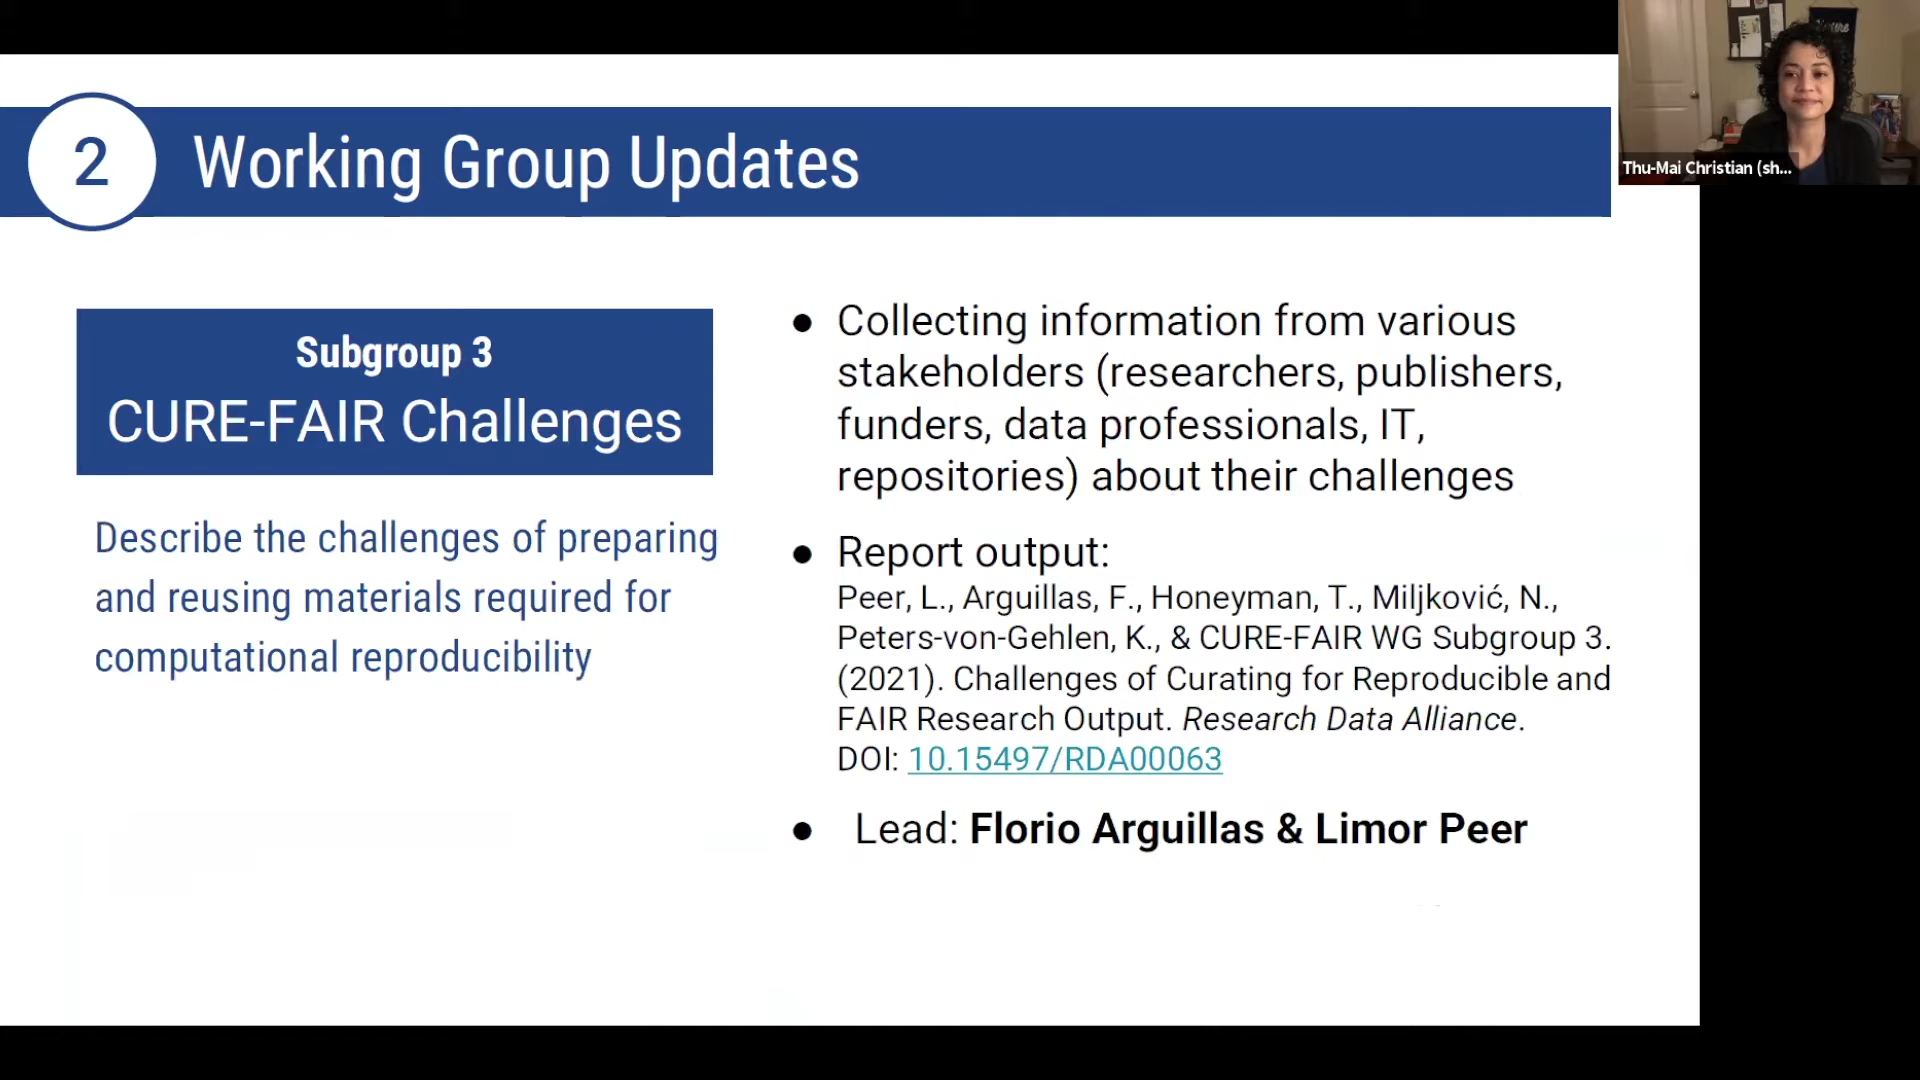 2
Working Group Updates
Thu-Mai Christian (sh...
Subgroup 3
CURE-FAIR Challenges
Describe the challenges of preparing
and reusing materials required for
computational reproducibility
● Collecting information from various
stakeholders (researchers, publishers,
funders, data professionals, IT,
repositories) about their challenges
● Report output:
Peer, L., Arguillas, F., Honeyman, T., Miljković, N.,
Peters-von-Gehlen, K., & CURE-FAIR WG Subgroup 3.
(2021). Challenges of Curating for Reproducible and
FAIR Research Output. Research Data Alliance.
DOI: 10.15497/RDA00063
● Lead: Florio Arguillas & Limor Peer